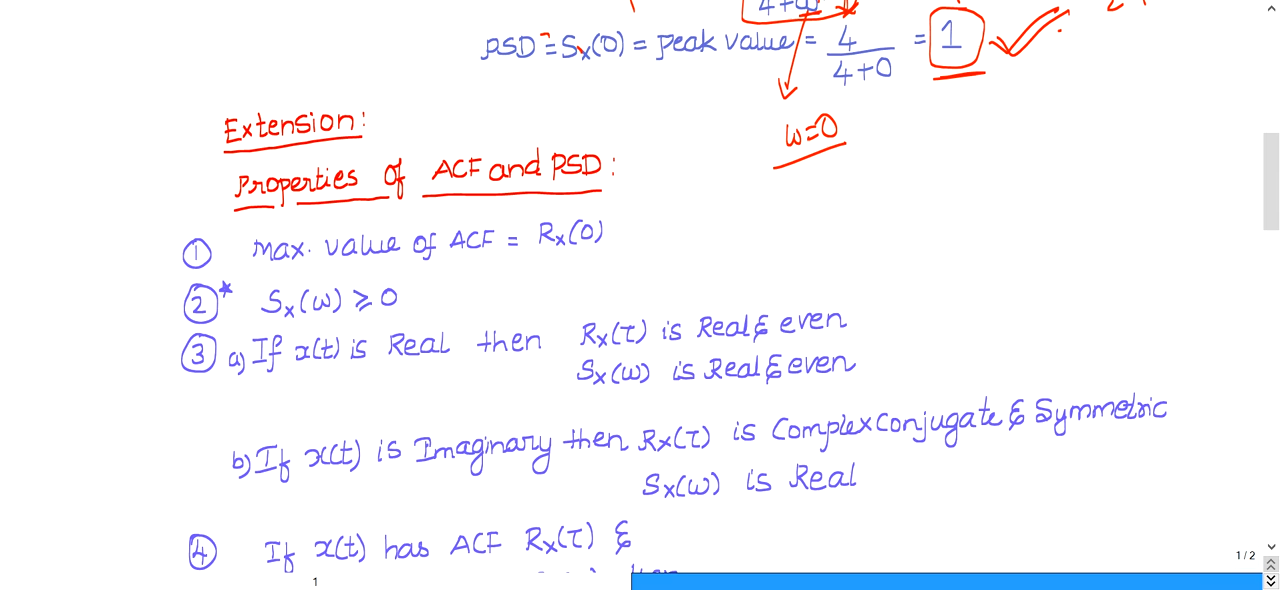 4+ω
PSD = Sx(0) = peak value = 4/(4+0) = 1
ω=0
Extension:
Properties of ACF and PSD:
① max. value of ACF = Rx(0)
②* Sx(ω) ⩾ 0
③ a) If x(t) is Real then Rx(τ) is Real & even
Sx(ω) is Real & even
b) If x(t) is Imaginary then Rx(τ) is Complex Conjugate & Symmetric
Sx(ω) is Real
④ If x(t) has ACF Rx(τ) &
1
1 / 2